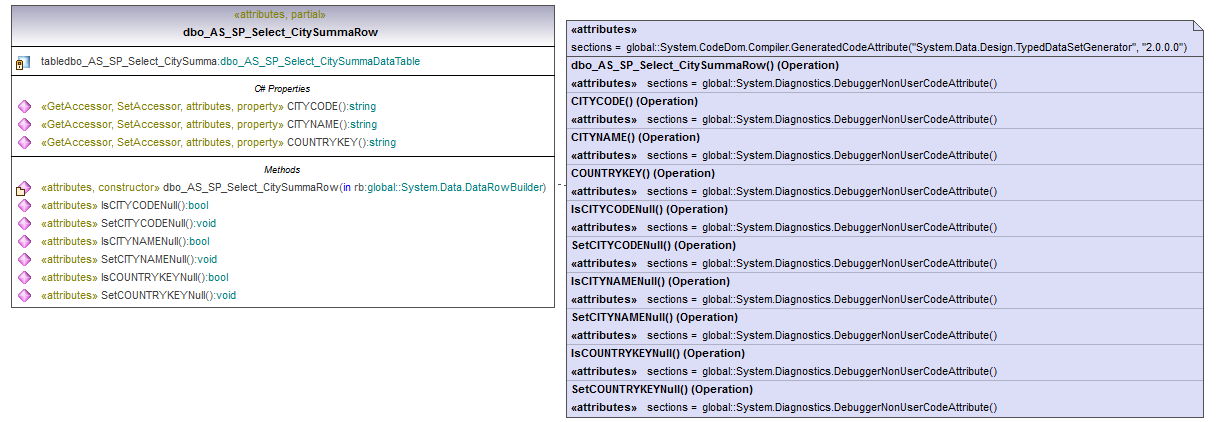 «attributes, partial»
dbo_AS_SP_Select_CitySummaRow
tabledbo_AS_SP_Select_CitySumma:dbo_AS_SP_Select_CitySummaDataTable
C# Properties
«GetAccessor, SetAccessor, attributes, property» CITYCODE():string
«GetAccessor, SetAccessor, attributes, property» CITYNAME():string
«GetAccessor, SetAccessor, attributes, property» COUNTRYKEY():string
Methods
«attributes, constructor» dbo_AS_SP_Select_CitySummaRow(in rb:global::System.Data.DataRowBuilder)
«attributes» IsCITYCODENull():bool
«attributes» SetCITYCODENull():void
«attributes» IsCITYNAMENull():bool
«attributes» SetCITYNAMENull():void
«attributes» IsCOUNTRYKEYNull():bool
«attributes» SetCOUNTRYKEYNull():void
«attributes»
sections = global::System.CodeDom.Compiler.GeneratedCodeAttribute("System.Data.Design.TypedDataSetGenerator", "2.0.0.0")
dbo_AS_SP_Select_CitySummaRow() (Operation)
«attributes» sections = global::System.Diagnostics.DebuggerNonUserCodeAttribute()
CITYCODE() (Operation)
«attributes» sections = global::System.Diagnostics.DebuggerNonUserCodeAttribute()
CITYNAME() (Operation)
«attributes» sections = global::System.Diagnostics.DebuggerNonUserCodeAttribute()
COUNTRYKEY() (Operation)
«attributes» sections = global::System.Diagnostics.DebuggerNonUserCodeAttribute()
IsCITYCODENull() (Operation)
«attributes» sections = global::System.Diagnostics.DebuggerNonUserCodeAttribute()
SetCITYCODENull() (Operation)
«attributes» sections = global::System.Diagnostics.DebuggerNonUserCodeAttribute()
IsCITYNAMENull() (Operation)
«attributes» sections = global::System.Diagnostics.DebuggerNonUserCodeAttribute()
SetCITYNAMENull() (Operation)
«attributes» sections = global::System.Diagnostics.DebuggerNonUserCodeAttribute()
IsCOUNTRYKEYNull() (Operation)
«attributes» sections = global::System.Diagnostics.DebuggerNonUserCodeAttribute()
SetCOUNTRYKEYNull() (Operation)
«attributes» sections = global::System.Diagnostics.DebuggerNonUserCodeAttribute()